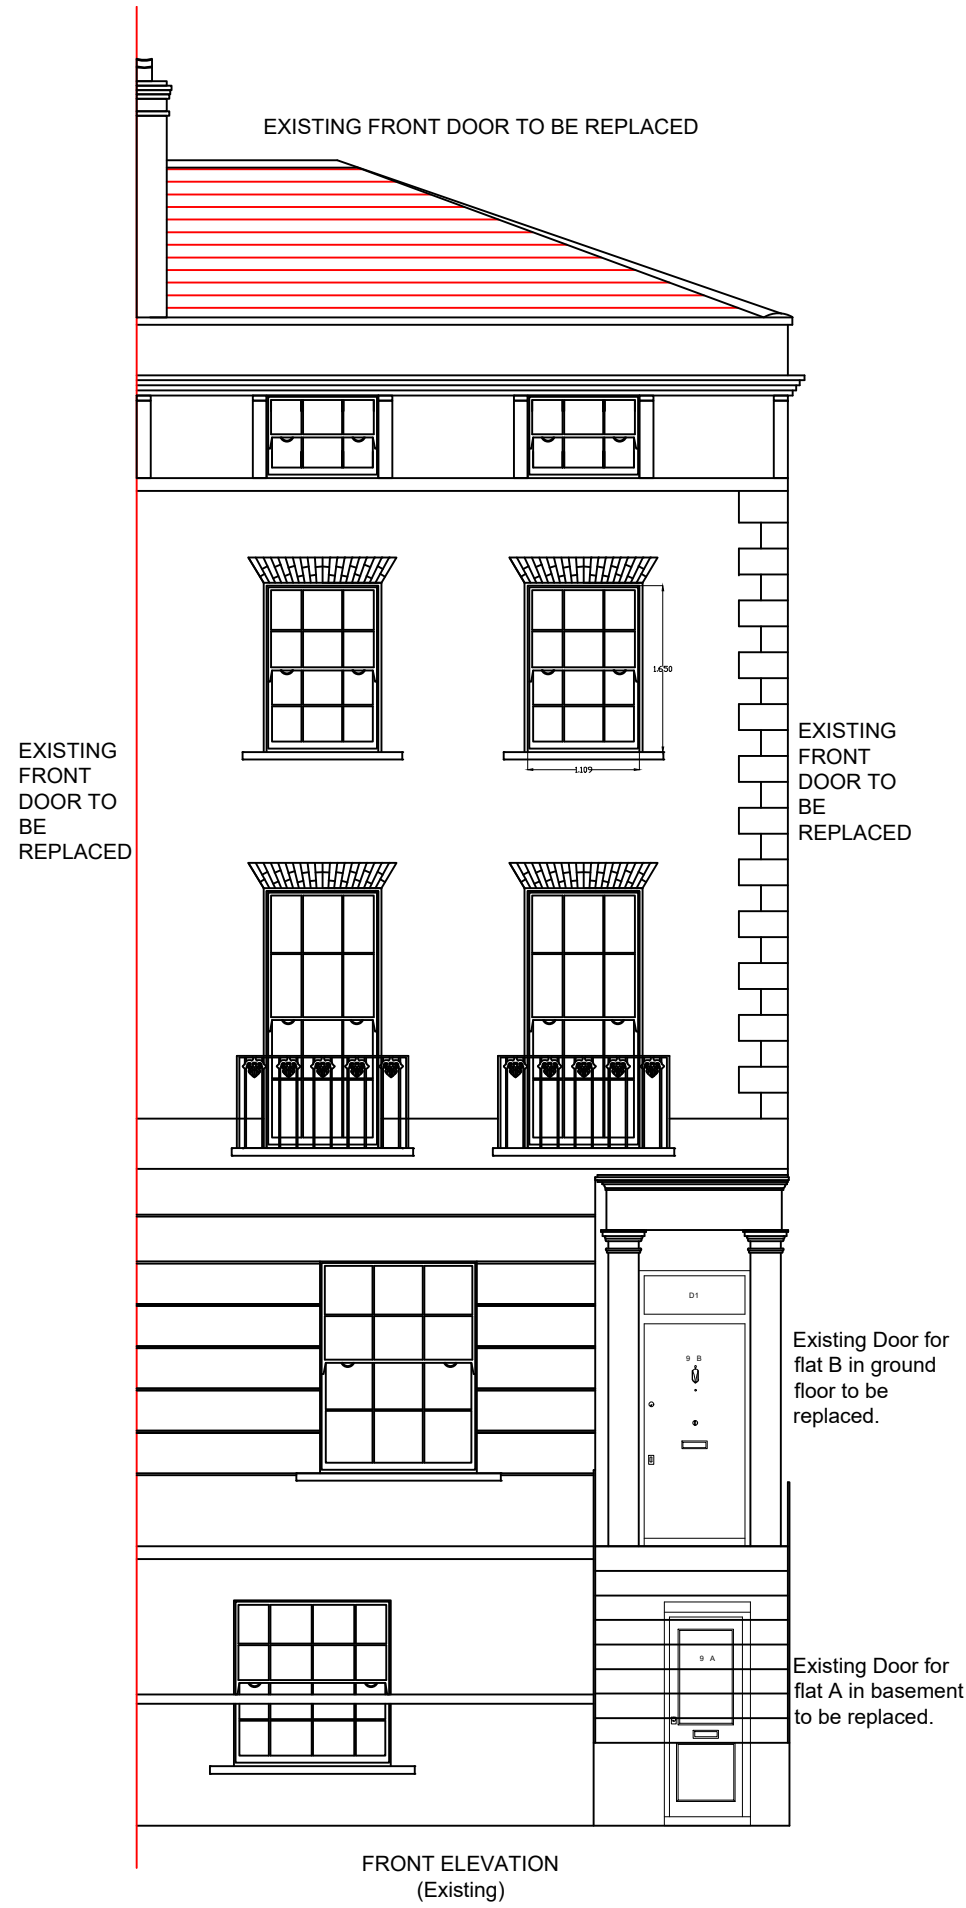 EXISTING FRONT DOOR TO BE REPLACED
1.650
1.109
EXISTING
FRONT
DOOR TO
BE
REPLACED
EXISTING
FRONT
DOOR TO
BE
REPLACED
D1
9 B
Existing Door for
flat B in ground
floor to be
replaced.
9 A
Existing Door for
flat A in basement
to be replaced.
FRONT ELEVATION
(Existing)